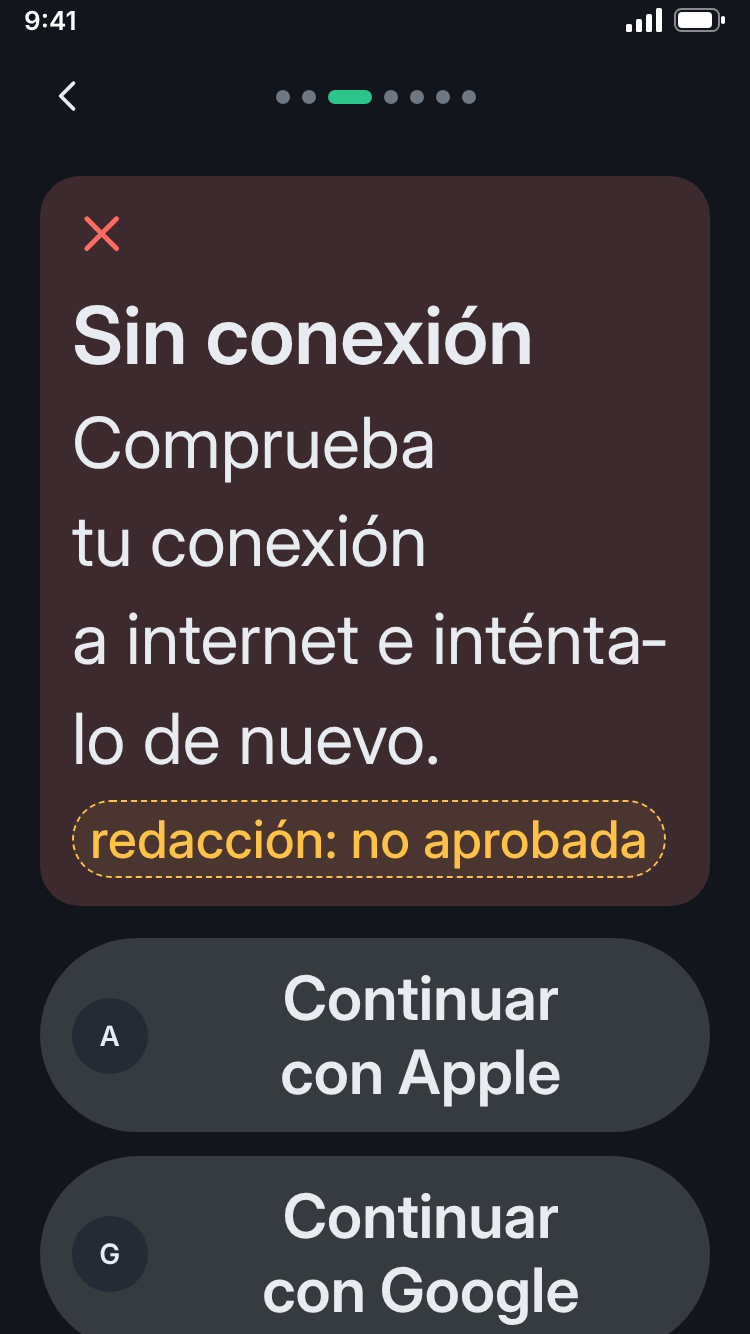 9:41
Sin conexión
Comprueba
tu conexión
a internet e inténta-
lo de nuevo.
redacción: no aprobada
A
Continuar
con Apple
G
Continuar
con Google